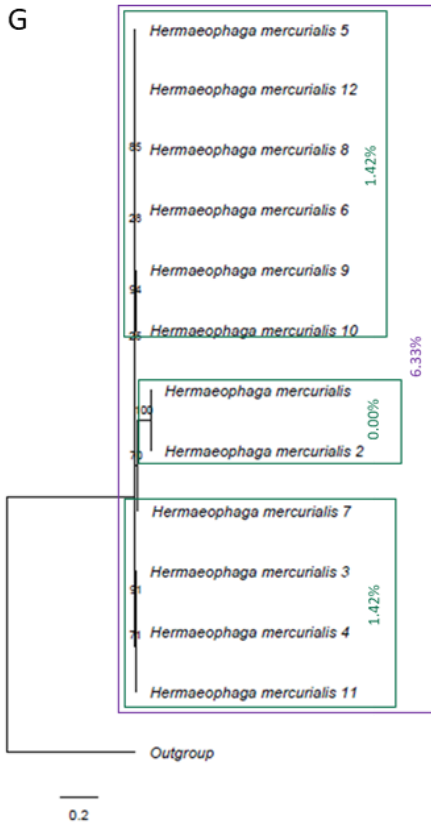 G
Hermaeophaga mercurialis 5
Hermaeophaga mercurialis 12
85
Hermaeophaga mercurialis 8
1.42%
28
Hermaeophaga mercurialis 6
94
Hermaeophaga mercurialis 9
25
Hermaeophaga mercurialis 10
6.33%
100
Hermaeophaga mercurialis
0.00%
70
Hermaeophaga mercurialis 2
Hermaeophaga mercurialis 7
91
Hermaeophaga mercurialis 3
1.42%
71
Hermaeophaga mercurialis 4
Hermaeophaga mercurialis 11
Outgroup
0.2